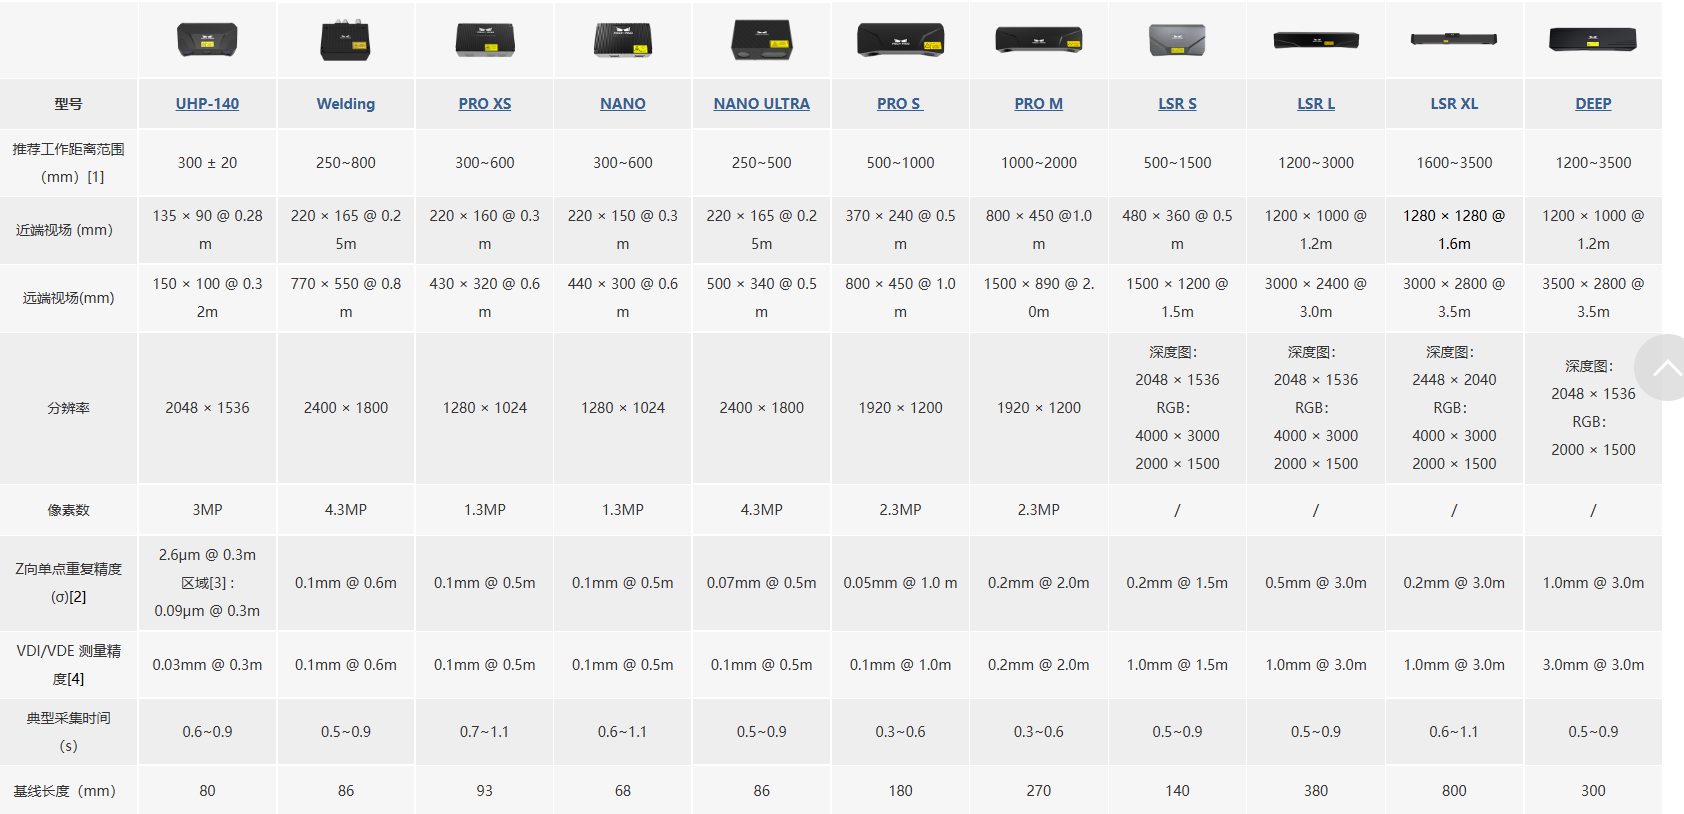 型号 UHP-140 Welding PRO XS NANO NANO ULTRA PRO S PRO M LSR S LSR L LSR XL DEEP
推荐工作距离范围
（mm）[1] 300 ± 20 250~800 300~600 300~600 250~500 500~1000 1000~2000 500~1500 1200~3000 1600~3500 1200~3500
近端视场 (mm) 135 × 90 @ 0.28 220 × 165 @ 0.2 220 × 160 @ 0.3 220 × 150 @ 0.3 220 × 165 @ 0.2 370 × 240 @ 0.5 800 × 450 @1.0 480 × 360 @ 0.5 1200 × 1000 @ 1280 × 1280 @ 1200 × 1000 @
m 5m m m 5m m m m 1.2m 1.6m 1.2m
远端视场(mm) 150 × 100 @ 0.3 770 × 550 @ 0.8 430 × 320 @ 0.6 440 × 300 @ 0.6 500 × 340 @ 0.5 800 × 450 @ 1.0 1500 × 890 @ 2. 1500 × 1200 @ 3000 × 2400 @ 3000 × 2800 @ 3500 × 2800 @
2m m m m m m 0m 1.5m 3.0m 3.5m 3.5m
分辨率 2048 × 1536 2400 × 1800 1280 × 1024 1280 × 1024 2400 × 1800 1920 × 1200 1920 × 1200
深度图： 深度图： 深度图： 深度图：
2048 × 1536 2048 × 1536 2448 × 2040 2048 × 1536
RGB： RGB： RGB： RGB：
4000 × 3000 4000 × 3000 4000 × 3000 2000 × 1500
2000 × 1500 2000 × 1500 2000 × 1500
像素数 3MP 4.3MP 1.3MP 1.3MP 4.3MP 2.3MP 2.3MP / / / /
Z向单点重复精度
(σ)[2]
2.6μm @ 0.3m
区域[3]：
0.09μm @ 0.3m
0.1mm @ 0.6m 0.1mm @ 0.5m 0.1mm @ 0.5m 0.07mm @ 0.5m 0.05mm @ 1.0 m 0.2mm @ 2.0m 0.2mm @ 1.5m 0.5mm @ 3.0m 0.2mm @ 3.0m 1.0mm @ 3.0m
VDI/VDE 测量精
度[4] 0.03mm @ 0.3m 0.1mm @ 0.6m 0.1mm @ 0.5m 0.1mm @ 0.5m 0.1mm @ 0.5m 0.1mm @ 1.0m 0.2mm @ 2.0m 1.0mm @ 1.5m 1.0mm @ 3.0m 1.0mm @ 3.0m 3.0mm @ 3.0m
典型采集时间
（s） 0.6~0.9 0.5~0.9 0.7~1.1 0.6~1.1 0.5~0.9 0.3~0.6 0.3~0.6 0.5~0.9 0.5~0.9 0.6~1.1 0.5~0.9
基线长度（mm） 80 86 93 68 86 180 270 140 380 800 300